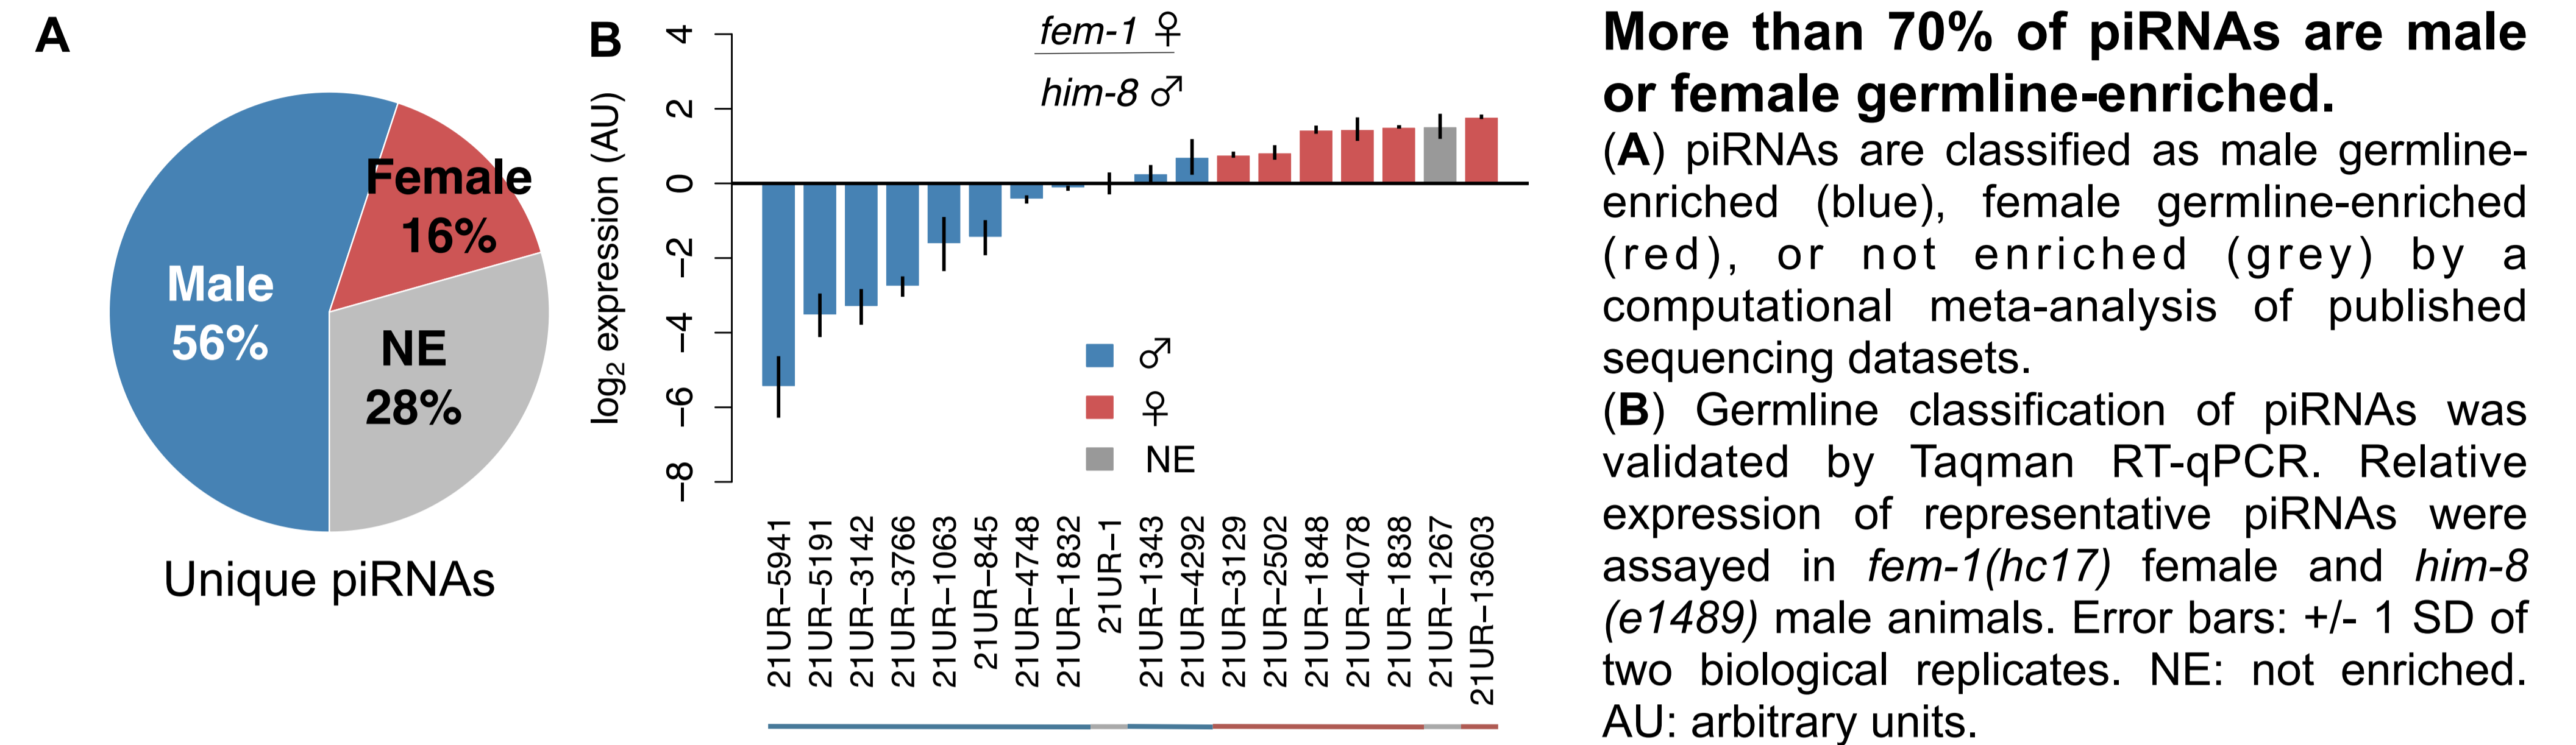 A
Male
56%
Female
16%
NE
28%
Unique piRNAs
B
log2 expression (AU)
4
2
0
−2
−4
−6
−8
fem-1 ♀
him-8 ♂
♂
♀
NE
21UR−5941
21UR−5191
21UR−3142
21UR−3766
21UR−1063
21UR−845
21UR−4748
21UR−1832
21UR−1
21UR−1343
21UR−4292
21UR−3129
21UR−2502
21UR−1848
21UR−4078
21UR−1838
21UR−1267
21UR−13603
More than 70% of piRNAs are male
or female germline-enriched.
(A) piRNAs are classified as male germline-
enriched (blue), female germline-enriched
(red), or not enriched (grey) by a
computational meta-analysis of published
sequencing datasets.
(B) Germline classification of piRNAs was
validated by Taqman RT-qPCR. Relative
expression of representative piRNAs were
assayed in fem-1(hc17) female and him-8
(e1489) male animals. Error bars: +/- 1 SD of
two biological replicates. NE: not enriched.
AU: arbitrary units.